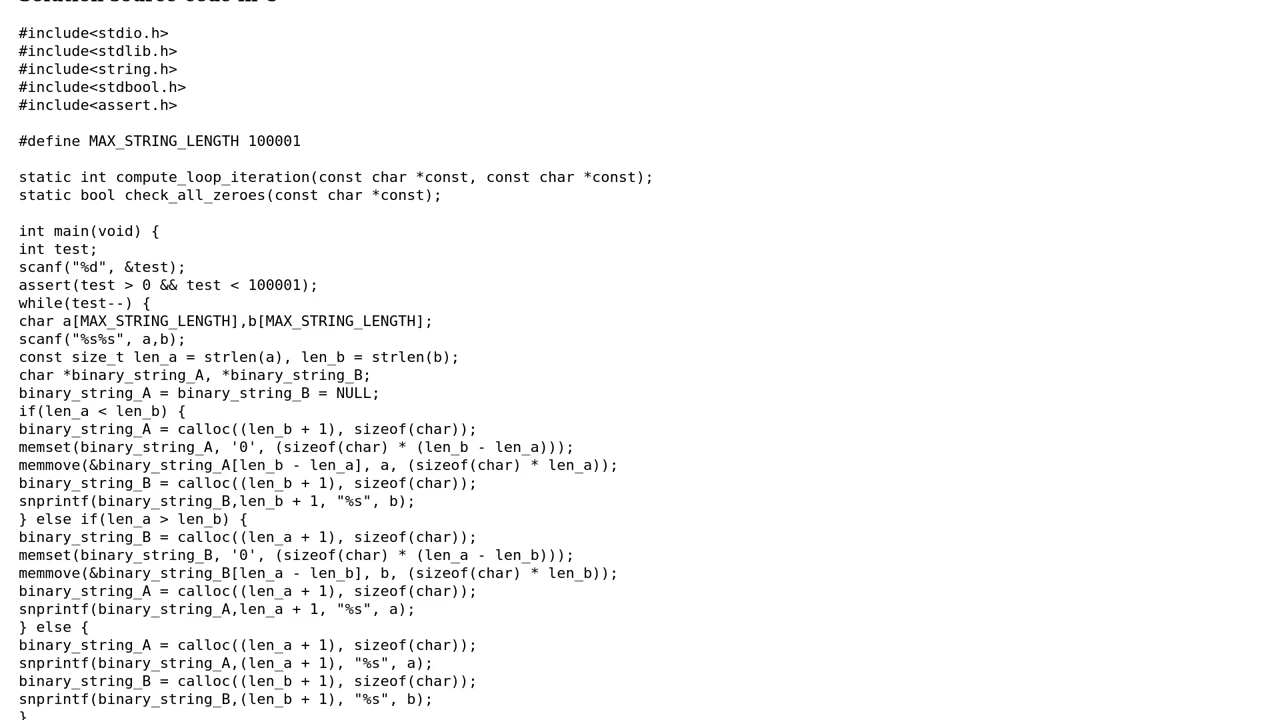 #include<stdio.h>
#include<stdlib.h>
#include<string.h>
#include<stdbool.h>
#include<assert.h>
#define MAX_STRING_LENGTH 100001
static int compute_loop_iteration(const char *const, const char *const);
static bool check_all_zeroes(const char *const);
int main(void) {
int test;
scanf("%d", &test);
assert(test > 0 && test < 100001);
while(test--) {
char a[MAX_STRING_LENGTH],b[MAX_STRING_LENGTH];
scanf("%s%s", a,b);
const size_t len_a = strlen(a), len_b = strlen(b);
char *binary_string_A, *binary_string_B;
binary_string_A = binary_string_B = NULL;
if(len_a < len_b) {
binary_string_A = calloc((len_b + 1), sizeof(char));
memset(binary_string_A, '0', (sizeof(char) * (len_b - len_a)));
memmove(&binary_string_A[len_b - len_a], a, (sizeof(char) * len_a));
binary_string_B = calloc((len_b + 1), sizeof(char));
snprintf(binary_string_B,len_b + 1, "%s", b);
} else if(len_a > len_b) {
binary_string_B = calloc((len_a + 1), sizeof(char));
memset(binary_string_B, '0', (sizeof(char) * (len_a - len_b)));
memmove(&binary_string_B[len_a - len_b], b, (sizeof(char) * len_b));
binary_string_A = calloc((len_a + 1), sizeof(char));
snprintf(binary_string_A,len_a + 1, "%s", a);
} else {
binary_string_A = calloc((len_a + 1), sizeof(char));
snprintf(binary_string_A,(len_a + 1), "%s", a);
binary_string_B = calloc((len_b + 1), sizeof(char));
snprintf(binary_string_B,(len_b + 1), "%s", b);
}